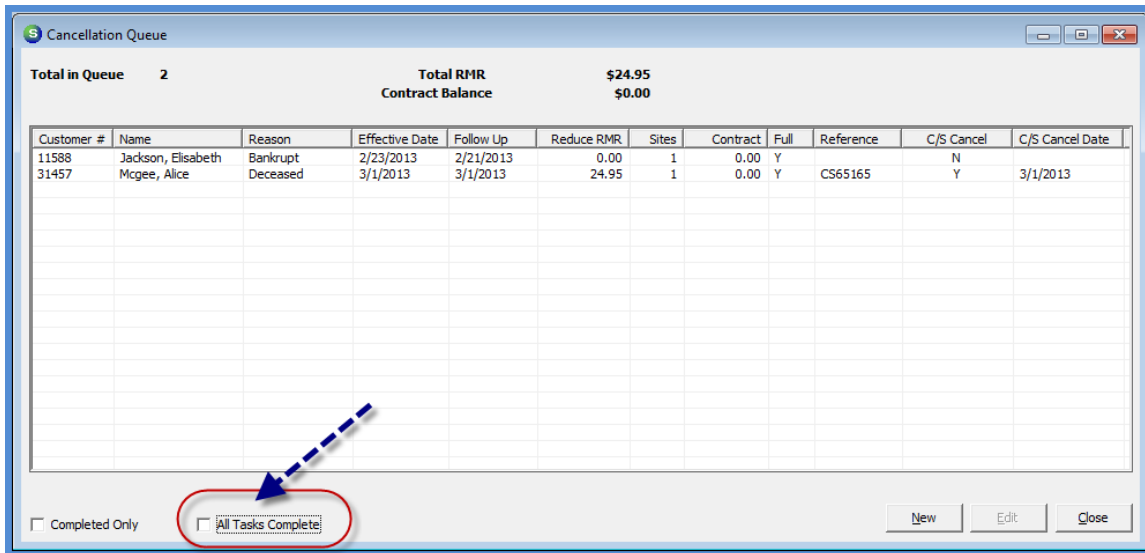 S Cancellation Queue
Total in Queue 2 Total RMR $24.95
Contract Balance $0.00
Customer # Name Reason Effective Date Follow Up Reduce RMR Sites Contract Full Reference C/S Cancel C/S Cancel Date
11588 Jackson, Elisabeth Bankrupt 2/23/2013 2/21/2013 0.00 1 0.00 Y N
31457 Mcgee, Alice Deceased 3/1/2013 3/1/2013 24.95 1 0.00 Y CS65165 Y 3/1/2013
Completed Only All Tasks Complete New Edit Close